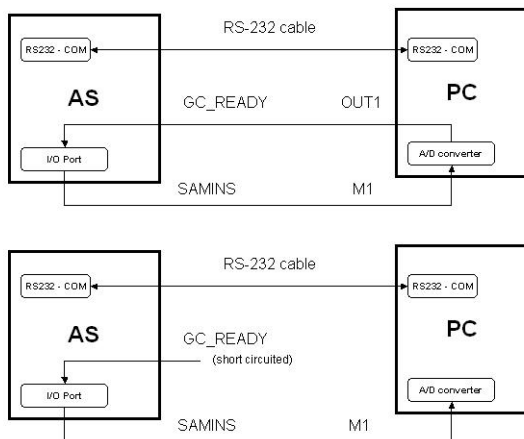 RS-232 cable
RS232 - COM
RS232 - COM
AS
PC
GC_READY
OUT1
I/O Port
A/D converter
SAMINS
M1
RS-232 cable
RS232 - COM
RS232 - COM
AS
PC
GC_READY
(short circuited)
I/O Port
A/D converter
SAMINS
M1